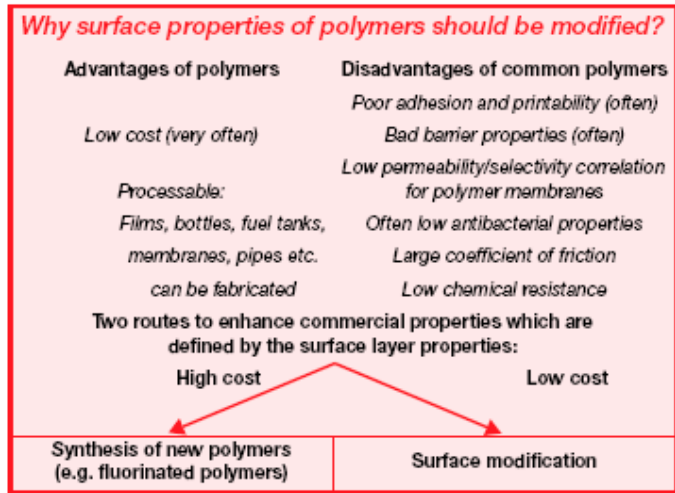 Why surface properties of polymers should be modified?
Advantages of polymers
Disadvantages of common polymers
Poor adhesion and printability (often)
Low cost (very often)
Bad barrier properties (often)
Low permeability/selectivity correlation
Processable:
for polymer membranes
Films, bottles, fuel tanks,
Often low antibacterial properties
membranes, pipes etc.
Large coefficient of friction
can be fabricated
Low chemical resistance
Two routes to enhance commercial properties which are
defined by the surface layer properties:
High cost
Low cost
Synthesis of new polymers
(e.g. fluorinated polymers)
Surface modification